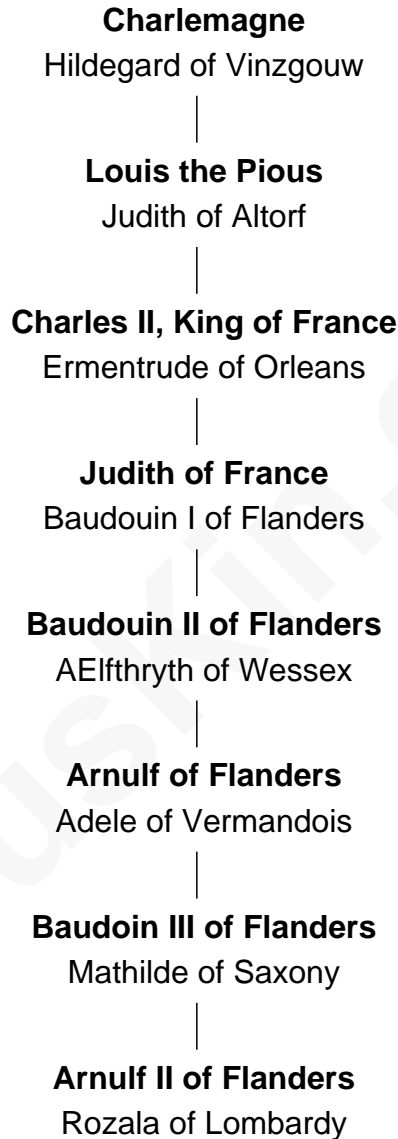 Charlemagne
Hildegard of Vinzgouw
Louis the Pious
Judith of Altorf
Charles II, King of France
Ermentrude of Orleans
Judith of France
Baudouin I of Flanders
Baudouin II of Flanders
AElfthryth of Wessex
Arnulf of Flanders
Adele of Vermandois
Baudoin III of Flanders
Mathilde of Saxony
Arnulf II of Flanders
Rozala of Lombardy